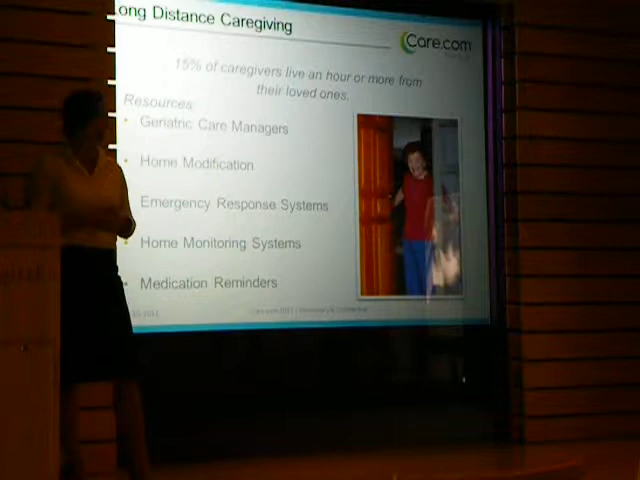 ong Distance Caregiving
Care.com
15% of caregivers live an hour or more from
their loved ones.
Resources:
• Geriatric Care Managers
• Home Modification
Emergency Response Systems
• Home Monitoring Systems
Medication Reminders